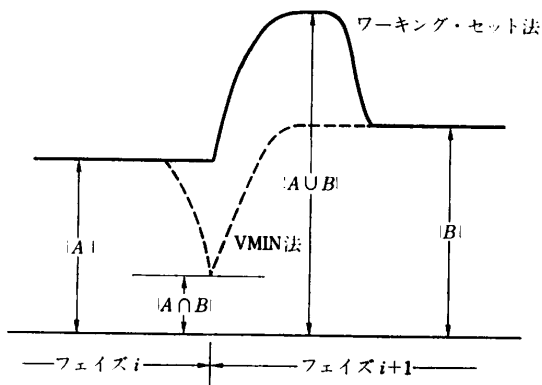 ワーキング・セット法
|A∪B|
|A|
VMIN法
|B|
|A∩B|
フェイズ i
フェイズ i+1